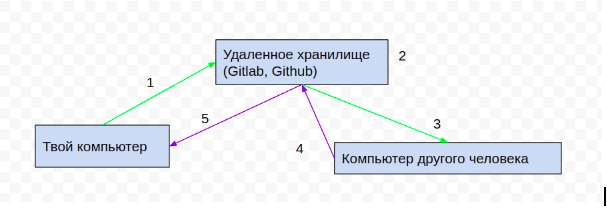 Удаленное хранилище
(Gitlab, Github)
2
1
3
5
4
Твой компьютер
Компьютер другого человека